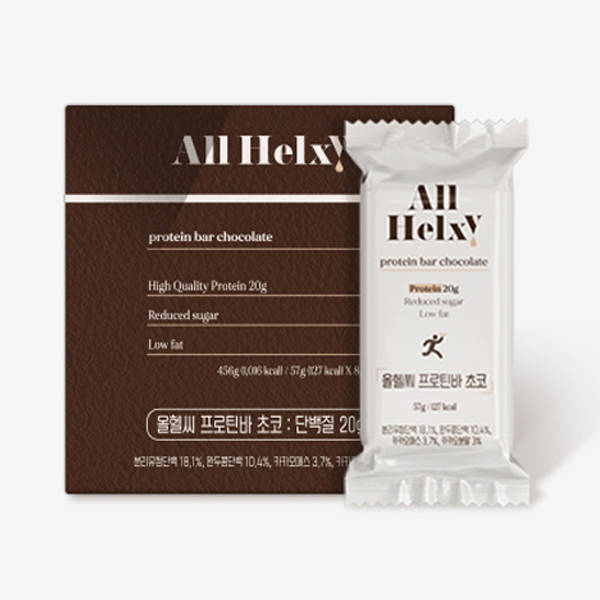 All Helxy
protein bar chocolate
High Quality Protein 20g
Reduced sugar
Low fat
456g (1,016 kcal) / 57g (127 kcal X 8
올헬씨 프로틴바 초코 : 단백질 20g
분리유청단백 18.1%, 완두콩단백 10.4%, 카카오매스 3.7%,
All
Helxy
protein bar chocolate
Protein 20g
Reduced sugar
Low fat
올헬씨 프로틴바 초코
57g / 127 kcal
분리유청단백 18.1%, 완두콩단백 10.4%,
카카오매스 3.7%, 카카오분말 3%